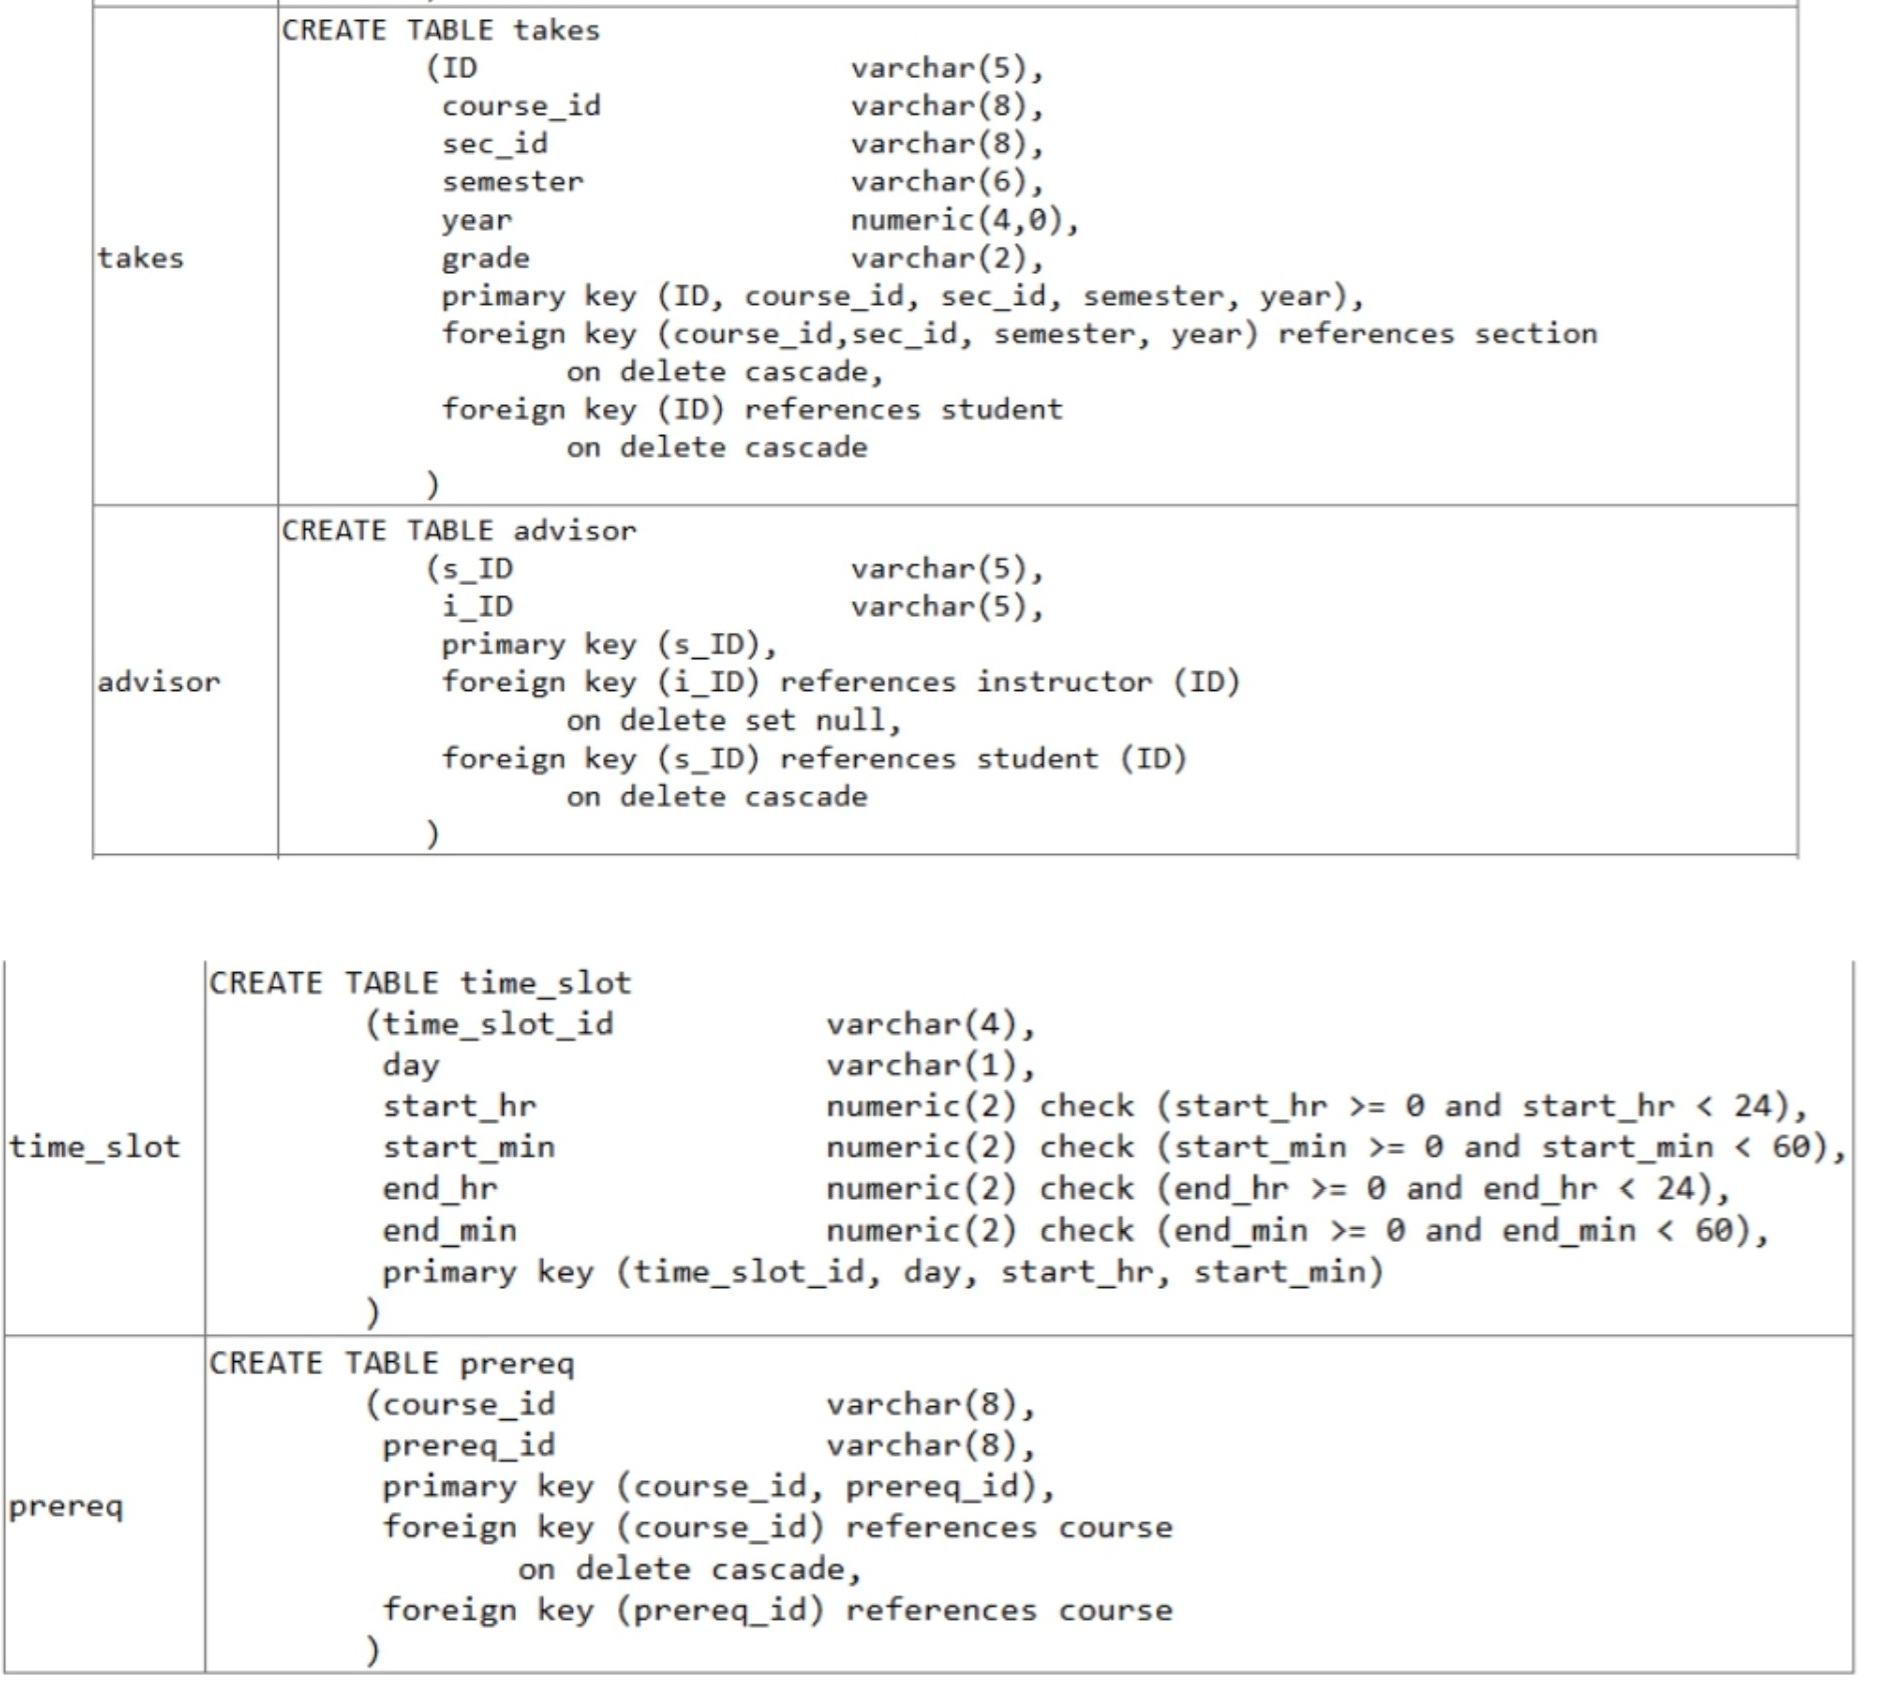 CREATE TABLE takes
(ID varchar(5),
course_id varchar(8),
sec_id varchar(8),
semester varchar(6),
year numeric(4,0),
takes
grade varchar(2),
primary key (ID, course_id, sec_id, semester, year),
foreign key (course_id,sec_id, semester, year) references section
on delete cascade,
foreign key (ID) references student
on delete cascade
)
CREATE TABLE advisor
(s_ID varchar(5),
i_ID varchar(5),
primary key (s_ID),
advisor
foreign key (i_ID) references instructor (ID)
on delete set null,
foreign key (s_ID) references student (ID)
on delete cascade
)
CREATE TABLE time_slot
(time_slot_id varchar(4),
day varchar(1),
start_hr numeric(2) check (start_hr >= 0 and start_hr < 24),
time_slot
start_min numeric(2) check (start_min >= 0 and start_min < 60),
end_hr numeric(2) check (end_hr >= 0 and end_hr < 24),
end_min numeric(2) check (end_min >= 0 and end_min < 60),
primary key (time_slot_id, day, start_hr, start_min)
)
CREATE TABLE prereq
(course_id varchar(8),
prereq_id varchar(8),
primary key (course_id, prereq_id),
prereq
foreign key (course_id) references course
on delete cascade,
foreign key (prereq_id) references course
)